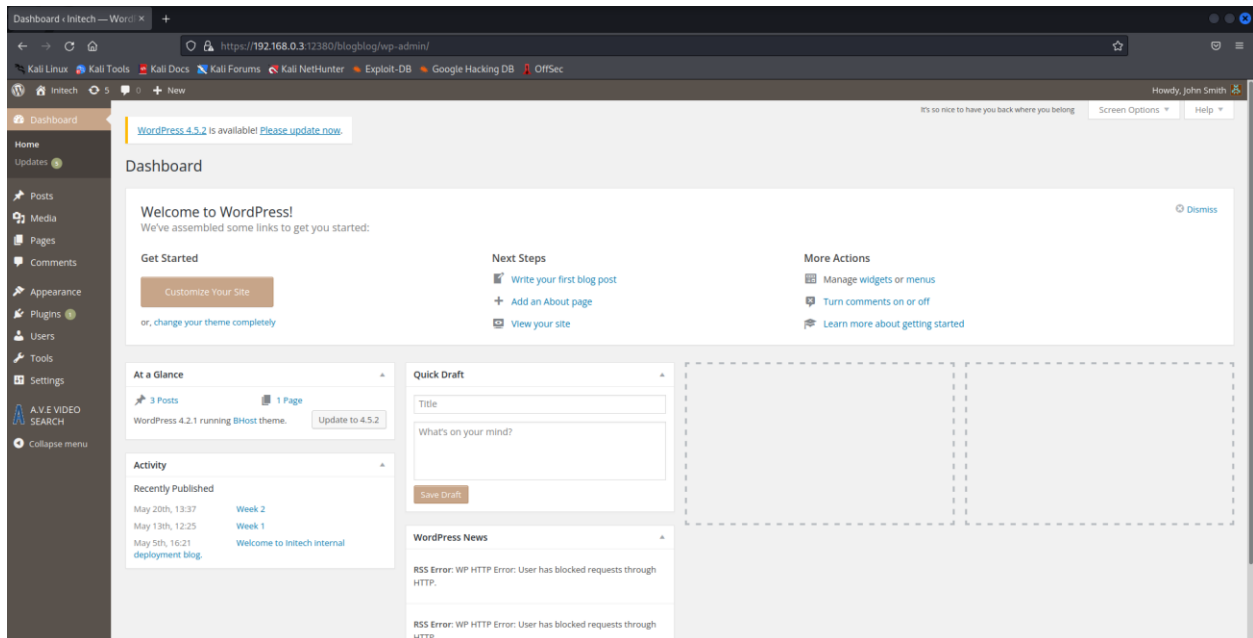 Dashboard ‹ Initech — Word
https://192.168.0.3:12380/blogblog/wp-admin/
Kali Linux Kali Tools Kali Docs Kali Forums Kali NetHunter Exploit-DB Google Hacking DB OffSec
Initech 5 0 + New Howdy, John Smith
It's so nice to have you back where you belong Screen Options Help
Dashboard
Home
Updates
Posts
Media
Pages
Comments
Appearance
Plugins
Users
Tools
Settings
A.V.E VIDEO
SEARCH
Collapse menu
WordPress 4.5.2 is available! Please update now.
Dashboard
Welcome to WordPress!
We've assembled some links to get you started:
Dismiss
Get Started
Customize Your Site
or, change your theme completely
Next Steps
Write your first blog post
Add an About page
View your site
More Actions
Manage widgets or menus
Turn comments on or off
Learn more about getting started
At a Glance
3 Posts 1 Page
WordPress 4.2.1 running BHost theme. Update to 4.5.2
Activity
Recently Published
May 20th, 13:37 Week 2
May 13th, 12:25 Week 1
May 5th, 16:21 Welcome to Initech internal
deployment blog.
Quick Draft
Title
What's on your mind?
Save Draft
WordPress News
RSS Error: WP HTTP Error: User has blocked requests through
HTTP.
RSS Error: WP HTTP Error: User has blocked requests through
HTTP.